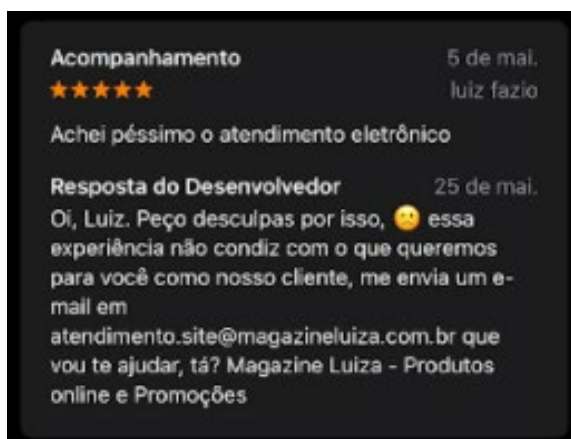 Acompanhamento 5 de mai.
★★★★★ luiz fazio
Achei péssimo o atendimento eletrônico
Resposta do Desenvolvedor 25 de mai.
Oi, Luiz. Peço desculpas por isso, 🙁 essa
experiência não condiz com o que queremos
para você como nosso cliente, me envia um e-
mail em
atendimento.site@magazineluiza.com.br que
vou te ajudar, tá? Magazine Luiza - Produtos
online e Promoções